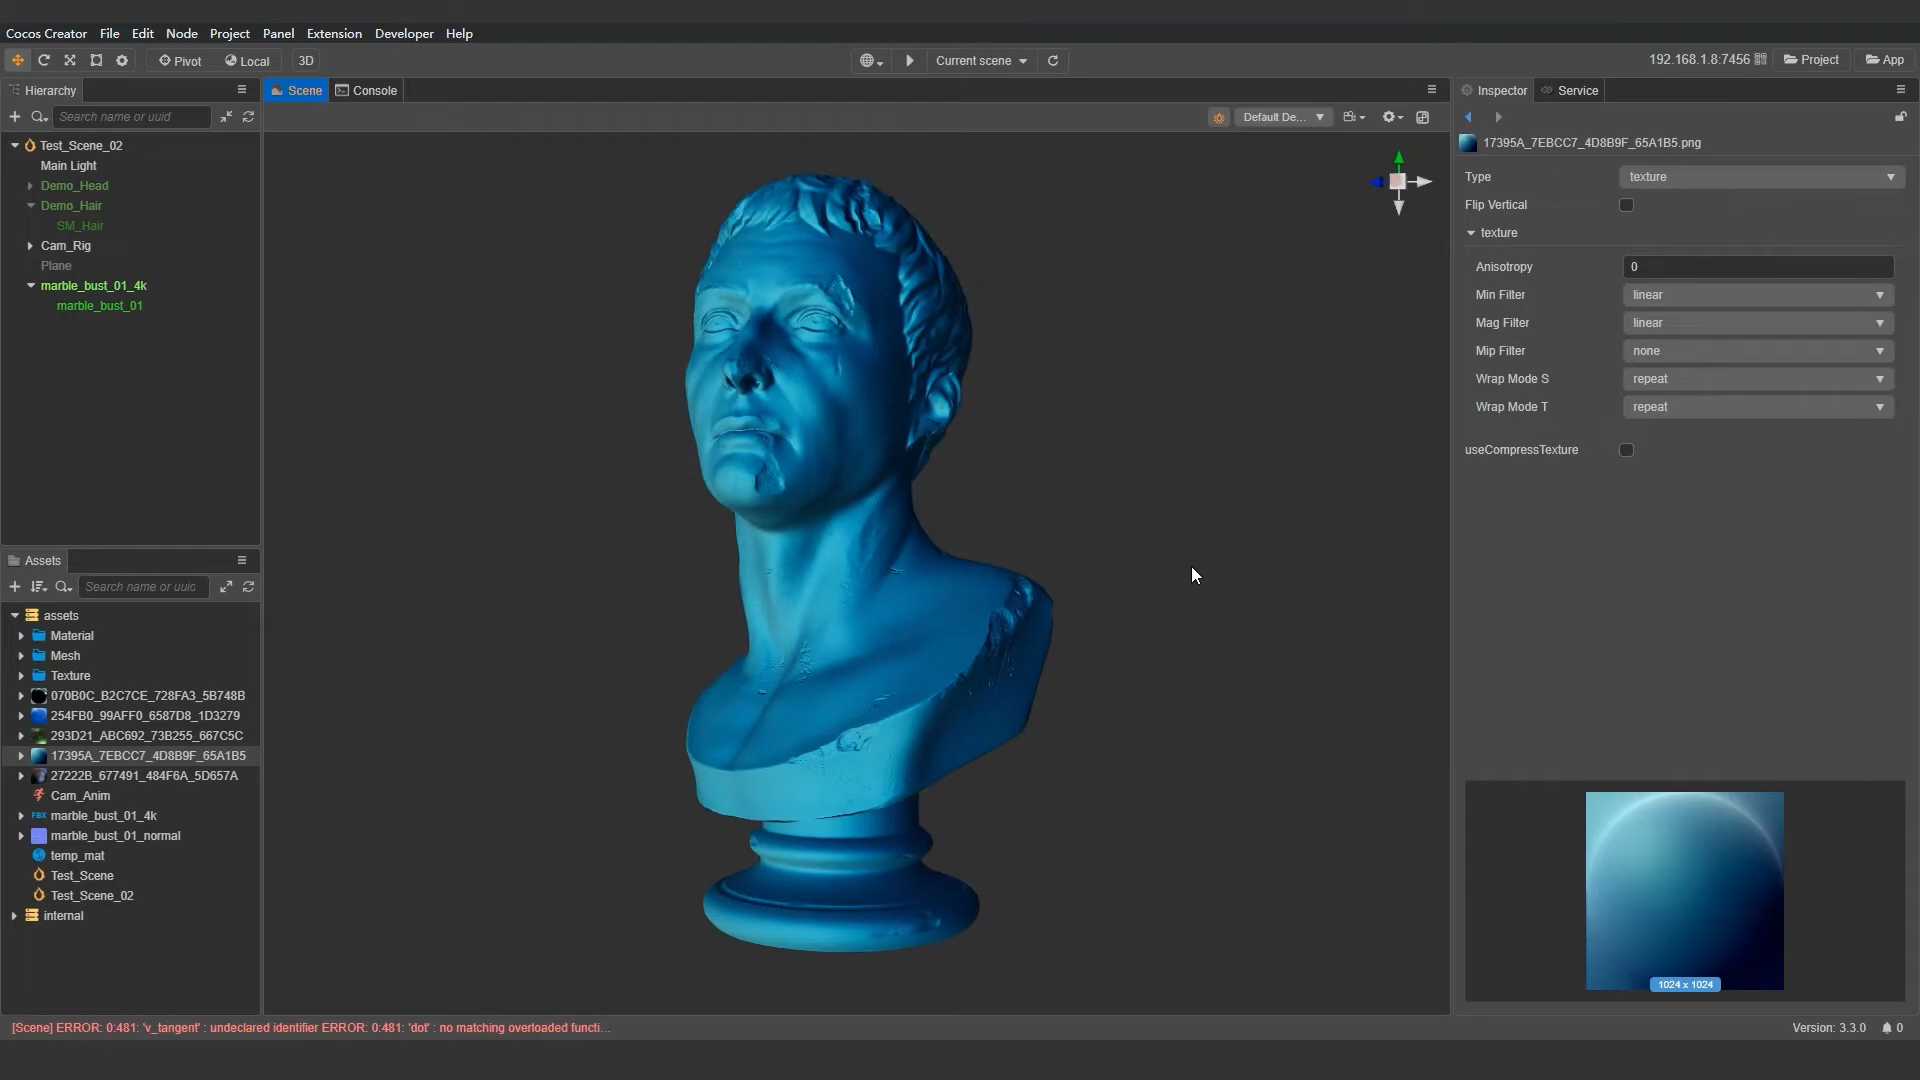 Cocos Creator File Edit Node Project Panel Extension Developer Help
Pivot Local 3D Current scene 192.168.1.8:7456 Project App
Hierarchy
Search name or uuid
Test_Scene_02
Main Light
Demo_Head
Demo_Hair
SM_Hair
Cam_Rig
Plane
marble_bust_01_4k
marble_bust_01
Assets
Search name or uuid
assets
Material
Mesh
Texture
070B0C_B2C7CE_728FA3_5B748B
254FB0_99AFF0_6587D8_1D3279
293D21_ABC692_73B255_667C5C
17395A_7EBCC7_4D8B9F_65A1B5
27222B_677491_484F6A_5D657A
Cam_Anim
FBX marble_bust_01_4k
marble_bust_01_normal
temp_mat
Test_Scene
Test_Scene_02
internal
Scene Console
Default De...
Inspector Service
17395A_7EBCC7_4D8B9F_65A1B5.png
Type texture
Flip Vertical
texture
Anisotropy 0
Min Filter linear
Mag Filter linear
Mip Filter none
Wrap Mode S repeat
Wrap Mode T repeat
useCompressTexture
1024 x 1024
[Scene] ERROR: 0:481: 'v_tangent' : undeclared identifier ERROR: 0:481: 'dot' : no matching overloaded functi...
Version: 3.3.0 0